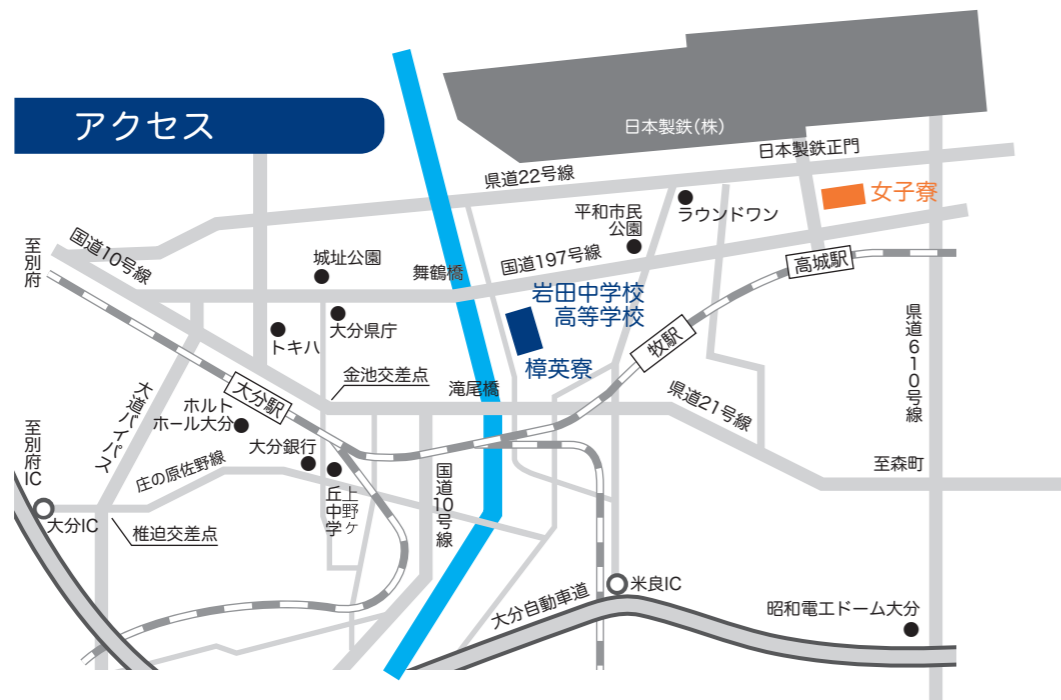 アクセス
日本製鉄(株)
日本製鉄正門
県道22号線
女子寮
ラウンドワン
平和市民
公園
国道10号線
至別府
城址公園
舞鶴橋
国道197号線
高城駅
岩田中学校
高等学校
大分県庁
トキハ
牧駅
県道610号線
樟英寮
金池交差点
滝尾橋
大分駅
県道21号線
大道バイパス
ホルト
ホール大分
大分銀行
至森町
至別府IC
庄の原佐野線
上野ヶ
丘中学
国道10号線
大分IC
椎迫交差点
米良IC
大分自動車道
昭和電工ドーム大分